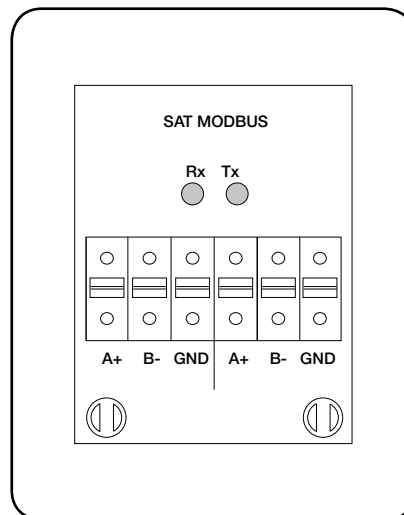 SAT MODBUS
Rx Tx
A+ B- GND A+ B- GND